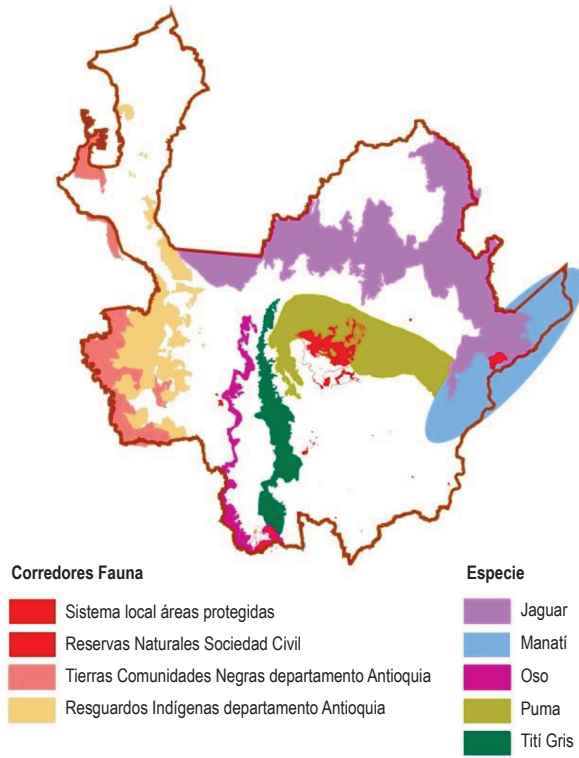 Corredores Fauna
Sistema local áreas protegidas
Reservas Naturales Sociedad Civil
Tierras Comunidades Negras departamento Antioquia
Resguardos Indígenas departamento Antioquia
Especie
Jaguar
Manatí
Oso
Puma
Tití Gris